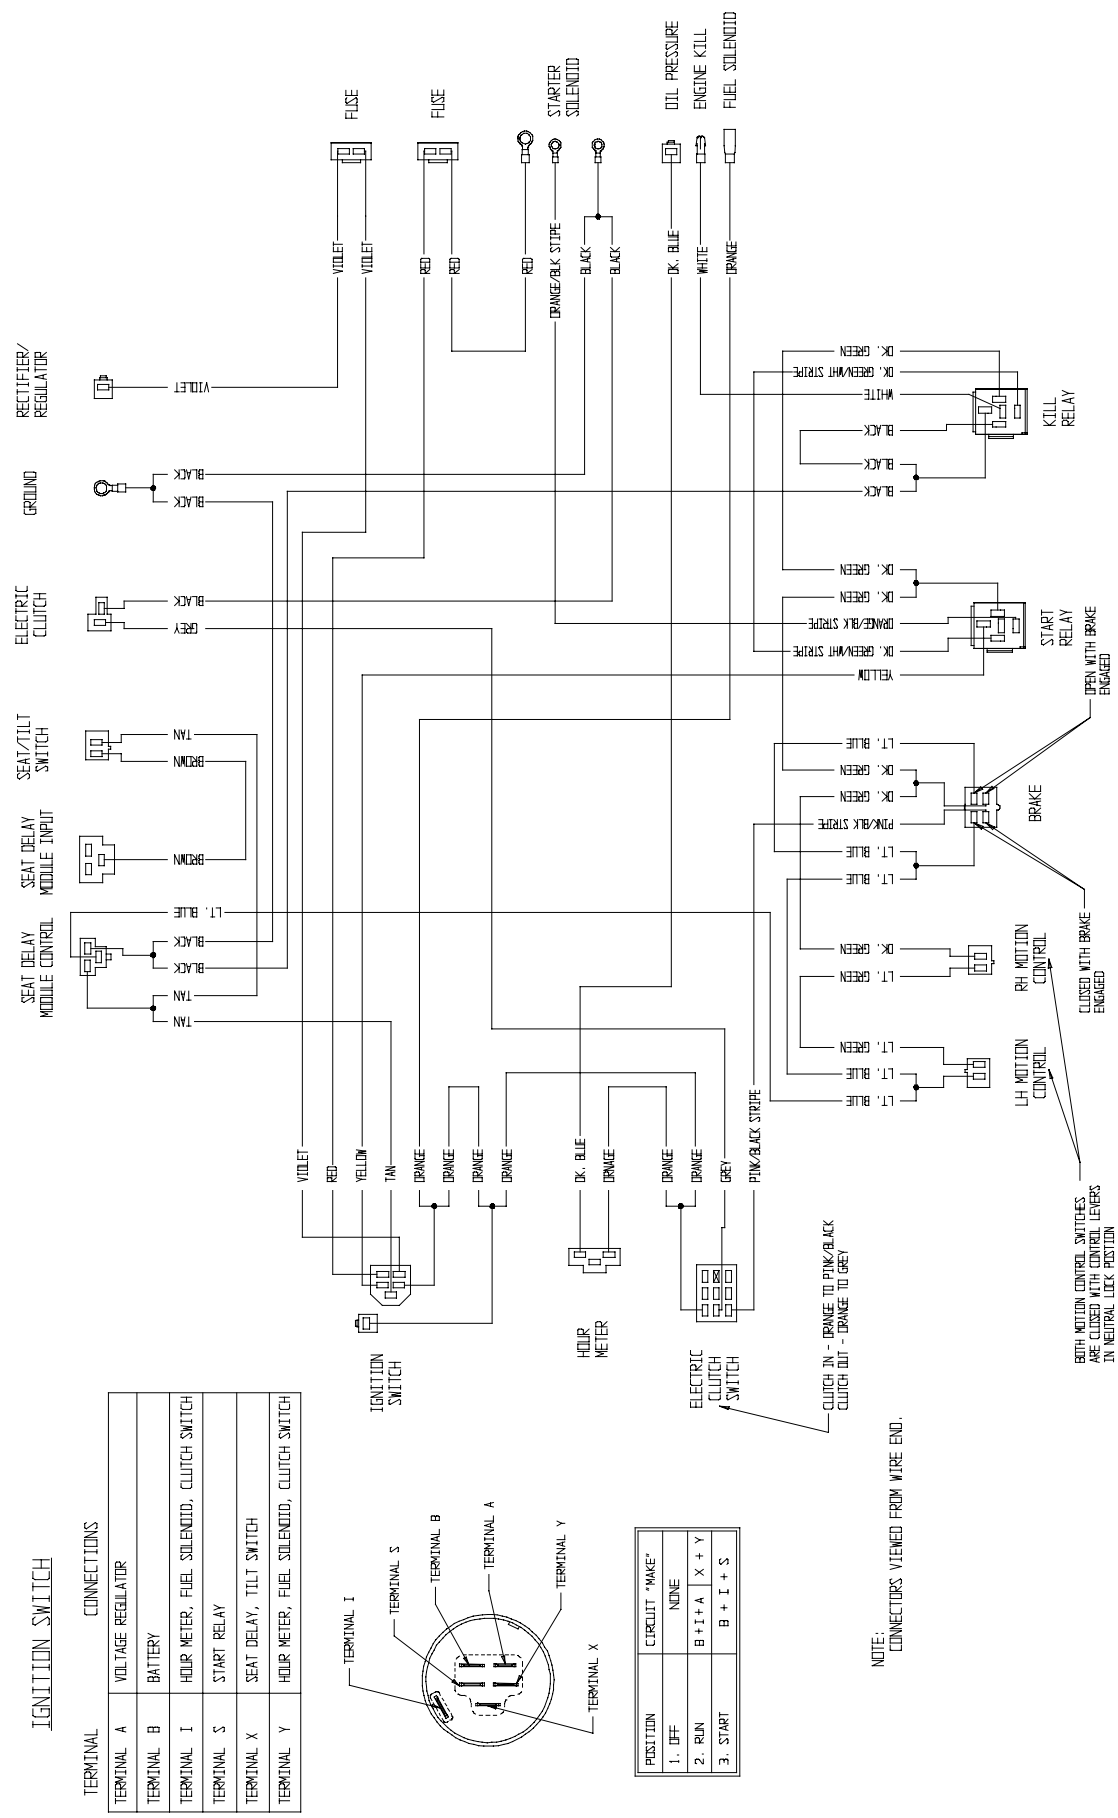 IGNITION SWITCH
TERMINAL CONNECTIONS
TERMINAL A VOLTAGE REGULATOR
TERMINAL B BATTERY
TERMINAL I HOUR METER, FUEL SOLENOID, CLUTCH SWITCH
TERMINAL S START RELAY
TERMINAL X SEAT DELAY, TILT SWITCH
TERMINAL Y HOUR METER, FUEL SOLENOID, CLUTCH SWITCH
TERMINAL I
TERMINAL S
TERMINAL B
TERMINAL A
TERMINAL Y
TERMINAL X
POSITION CIRCUIT "MAKE"
1. OFF NONE
2. RUN B+I+A X + Y
3. START B + I + S
NOTE:
CONNECTORS VIEWED FROM WIRE END.
SEAT DELAY
MODULE CONTROL
SEAT DELAY
MODULE INPUT
SEAT/TILT
SWITCH
ELECTRIC
CLUTCH
GROUND
RECTIFIER/
REGULATOR
LT. BLUE
BLACK
BLACK
TAN
TAN
BROWN
TAN
BROWN
BLACK
GREY
BLACK
BLACK
VIOLET
FUSE
FUSE
STARTER
SOLENOID
OIL PRESSURE
ENGINE KILL
FUEL SOLENOID
VIOLET
VIOLET
RED
RED
RED
ORANGE/BLK STIPE
BLACK
BLACK
DK. BLUE
WHITE
ORANGE
IGNITION
SWITCH
HOUR
METER
ELECTRIC
CLUTCH
SWITCH
VIOLET
RED
YELLOW
TAN
ORANGE
ORANGE
ORANGE
ORANGE
DK. BLUE
ORNAGE
ORANGE
ORANGE
GREY
PINK/BLACK STRIPE
CLUTCH IN - ORANGE TO PINK/BLACK
CLUTCH OUT - ORANGE TO GREY
DK. GREEN
DK. GREEN/WHT STRIPE
WHITE
BLACK
BLACK
BLACK
KILL
RELAY
DK. GREEN
DK. GREEN
ORANGE/BLK STRIPE
DK. GREEN/WHT STRIPE
YELLOW
START
RELAY
LT. BLUE
DK. GREEN
DK. GREEN
PINK/BLK STRIPE
LT. BLUE
LT. BLUE
BRAKE
OPEN WITH BRAKE
ENGAGED
CLOSED WITH BRAKE
ENGAGED
DK. GREEN
LT. GREEN
RH MOTION
CONTROL
LT. GREEN
LT. BLUE
LT. BLUE
LH MOTION
CONTROL
BOTH MOTION CONTROL SWITCHES
ARE CLOSED WITH CONTROL LEVERS
IN NEUTRAL LOCK POSTION